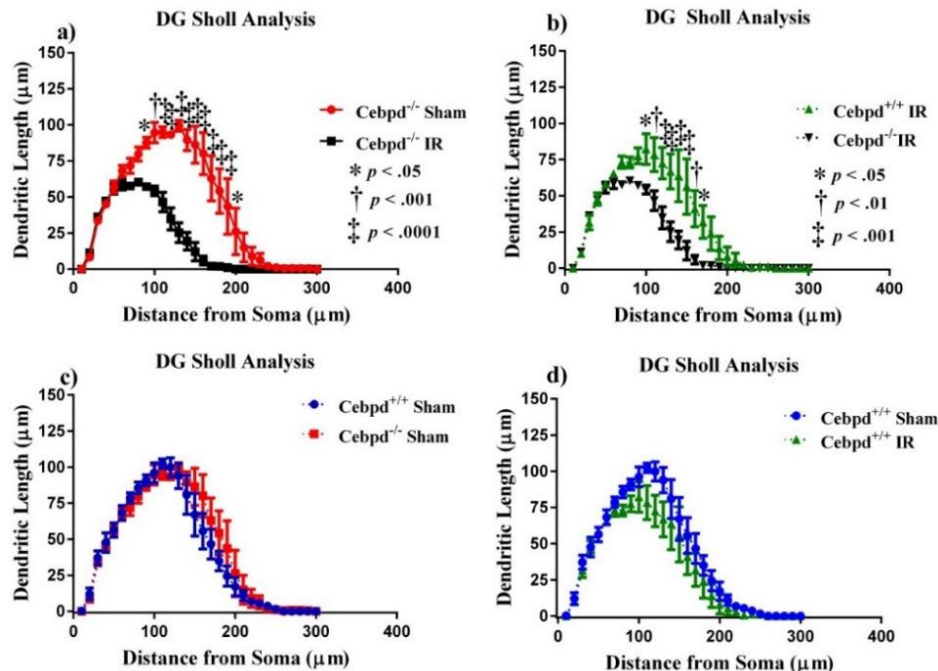 DG Sholl Analysis
a)
Dendritic Length (μm)
150
125
100
75
50
25
0
* † ‡ ‡ ‡ ‡ ‡ ‡ ‡ ‡ ‡ *
Cebpd-/- Sham
Cebpd-/- IR
* p < .05
† p < .001
‡ p < .0001
0 100 200 300 400
Distance from Soma (μm)
DG Sholl Analysis
b)
Dendritic Length (μm)
150
125
100
75
50
25
0
* † ‡ ‡ ‡ ‡ † *
Cebpd+/+ IR
Cebpd-/- IR
* p < .05
† p < .01
‡ p < .001
0 100 200 300 400
Distance from Soma (μm)
DG Sholl Analysis
c)
Dendritic Length (μm)
150
125
100
75
50
25
0
Cebpd+/+ Sham
Cebpd-/- Sham
0 100 200 300 400
Distance from Soma (μm)
DG Sholl Analysis
d)
Dendritic Length (μm)
150
125
100
75
50
25
0
Cebpd+/+ Sham
Cebpd+/+ IR
0 100 200 300 400
Distance from Soma (μm)